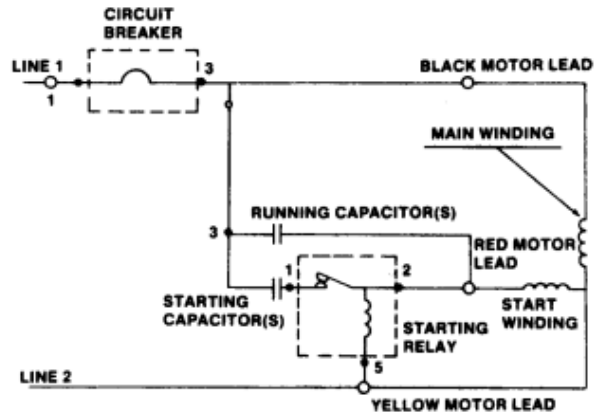 CIRCUIT
BREAKER
LINE 1
3
BLACK MOTOR LEAD
1
MAIN WINDING
RUNNING CAPACITOR(S)
3
RED MOTOR
LEAD
1
2
STARTING
CAPACITOR(S)
START
WINDING
STARTING
RELAY
5
LINE 2
YELLOW MOTOR LEAD